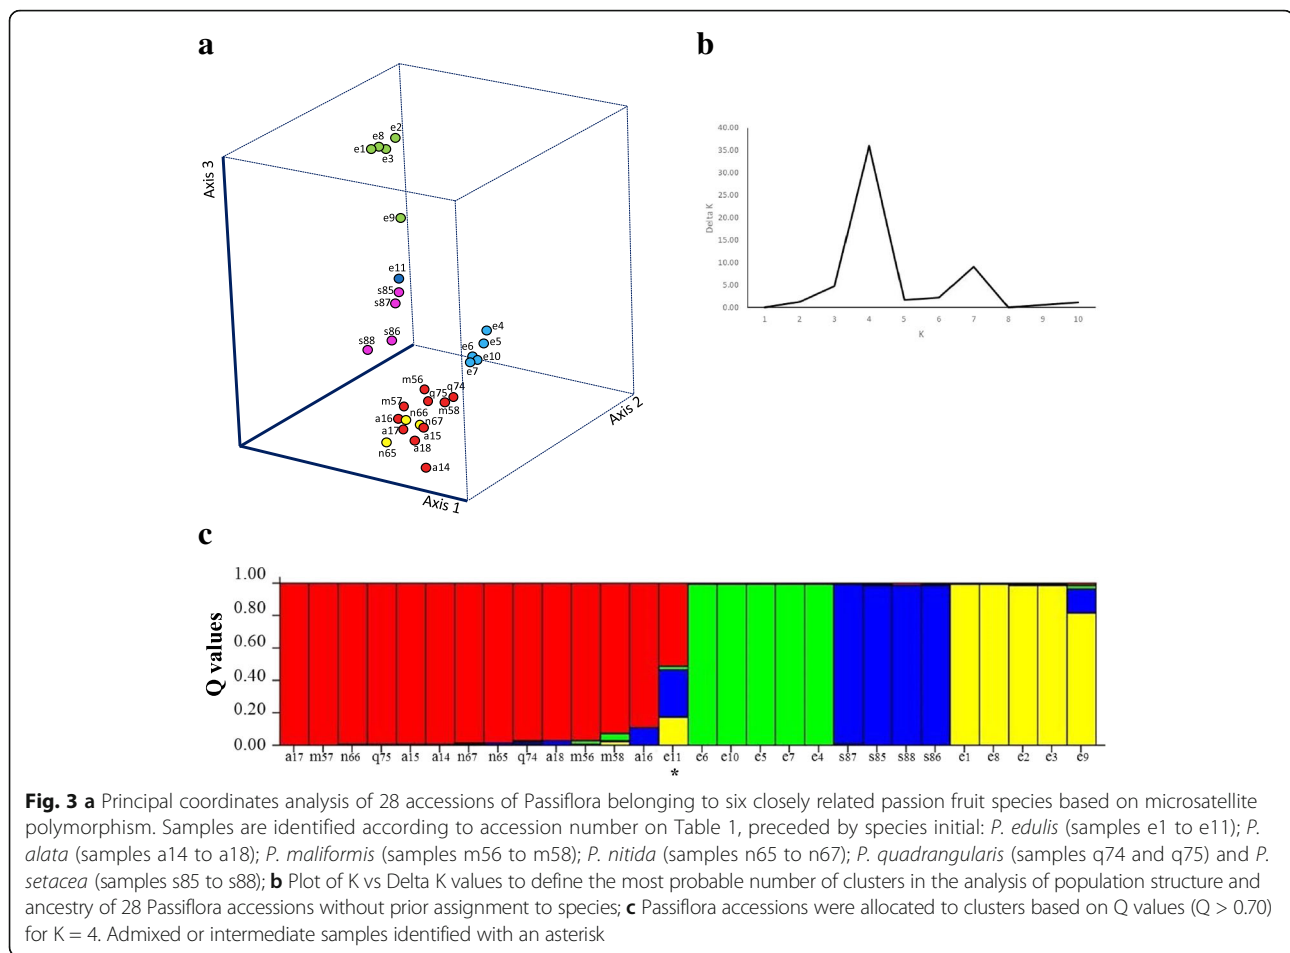 a
b
e2
e8
e1
e3
Axis 3
e9
e11
s85
s87
s86
s88
e4
e5
e6
e10
e7
m56
q74
q75
m57
m58
n66
a16
n67
a17
a15
a18
n65
a14
Axis 1
Axis 2
40.00
35.00
30.00
25.00
20.00
15.00
10.00
5.00
0.00
Delta K
1 2 3 4 5 6 7 8 9 10
K
c
1.00
0.80
0.60
0.40
0.20
0.00
Q values
a17 m57 n66 q75 a15 a14 n67 n65 q74 a18 m56 m58 a16 e11 e6 e10 e5 e7 e4 s87 s85 s88 s86 e1 e8 e2 e3 e9
*
Fig. 3 a Principal coordinates analysis of 28 accessions of Passiflora belonging to six closely related passion fruit species based on microsatellite
polymorphism. Samples are identified according to accession number on Table 1, preceded by species initial: P. edulis (samples e1 to e11); P.
alata (samples a14 to a18); P. maliformis (samples m56 to m58); P. nitida (samples n65 to n67); P. quadrangularis (samples q74 and q75) and P.
setacea (samples s85 to s88); b Plot of K vs Delta K values to define the most probable number of clusters in the analysis of population structure and
ancestry of 28 Passiflora accessions without prior assignment to species; c Passiflora accessions were allocated to clusters based on Q values (Q > 0.70)
for K = 4. Admixed or intermediate samples identified with an asterisk